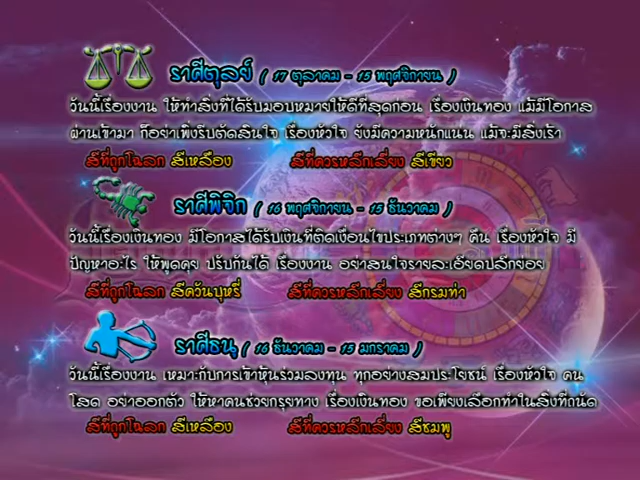 ราศีตุลย์ ( 17 ตุลาคม - 15 พฤศจิกายน )
วันนี้เรื่องงาน ให้ทำสิ่งที่ได้รับมอบหมายให้ดีที่สุดก่อน เรื่องเงินทอง แม้มีโอกาส
ผ่านเข้ามา ก็อย่าเพิ่งรีบตัดสินใจ เรื่องหัวใจ ยังมีความหนักแน่น แม้จะมีสิ่งเร้า
สีที่ถูกโฉลก สีเหลือง สีที่ควรหลีกเลี่ยง สีเขียว
ราศีพิจิก ( 16 พฤศจิกายน - 15 ธันวาคม )
วันนี้เรื่องเงินทอง มีโอกาสได้รับเงินที่ติดเงื่อนไขประเภทต่างๆ คืน เรื่องหัวใจ มี
ปัญหาอะไร ให้พูดคุย ปรับกันได้ เรื่องงาน อย่าสนใจรายละเอียดปลีกย่อย
สีที่ถูกโฉลก สีควันบุหรี่ สีที่ควรหลีกเลี่ยง สีกรมท่า
ราศีธนู ( 16 ธันวาคม - 15 มกราคม )
วันนี้เรื่องงาน เหมาะกับการเข้าหุ้นร่วมลงทุน ทุกอย่างสมประโยชน์ เรื่องหัวใจ คน
โสด อย่าออกตัว ให้หาคนช่วยกรุยทาง เรื่องเงินทอง ขอเพียงเลือกทำในสิ่งที่ถนัด
สีที่ถูกโฉลก สีเหลือง สีที่ควรหลีกเลี่ยง สีชมพู